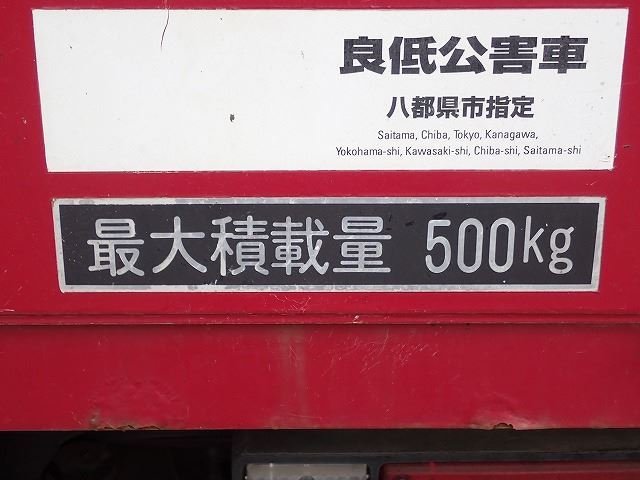 良低公害車
八都県市指定
Saitama, Chiba, Tokyo, Kanagawa,
Yokohama-shi, Kawasaki-shi, Chiba-shi, Saitama-shi
最大積載量 500kg